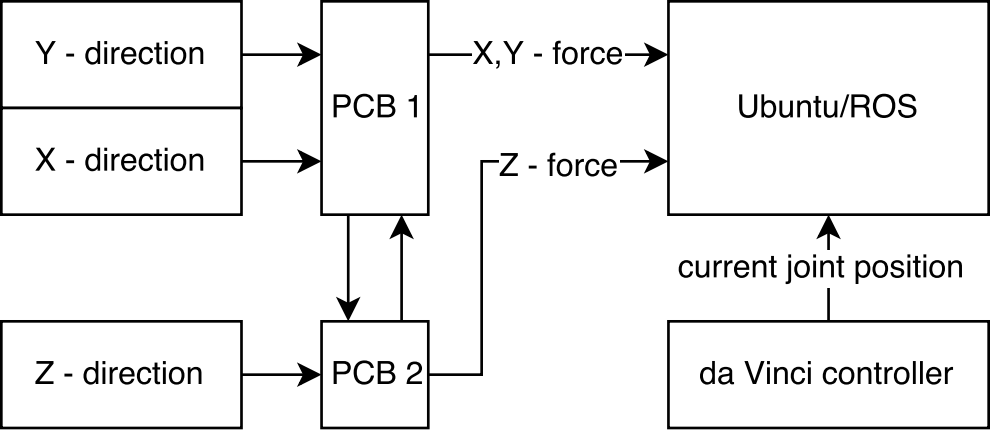 Y - direction
X - direction
PCB 1
X,Y - force
Z - force
Ubuntu/ROS
current joint position
Z - direction
PCB 2
da Vinci controller